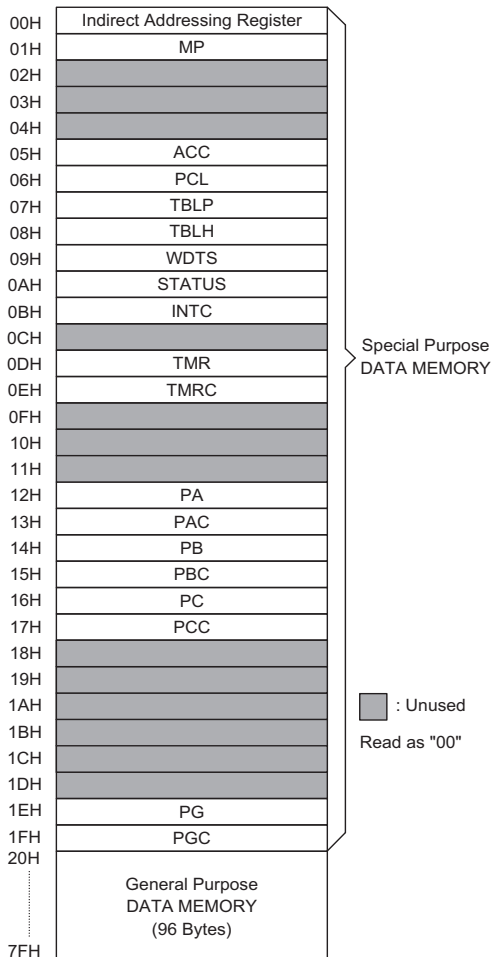 00H Indirect Addressing Register
01H MP
02H
03H
04H
05H ACC
06H PCL
07H TBLP
08H TBLH
09H WDTS
0AH STATUS
0BH INTC
0CH
0DH TMR
0EH TMRC
0FH
10H
11H
12H PA
13H PAC
14H PB
15H PBC
16H PC
17H PCC
18H
19H
1AH
1BH
1CH
1DH
1EH PG
1FH PGC
20H
7FH
General Purpose
DATA MEMORY
(96 Bytes)
Special Purpose
DATA MEMORY
: Unused
Read as "00"